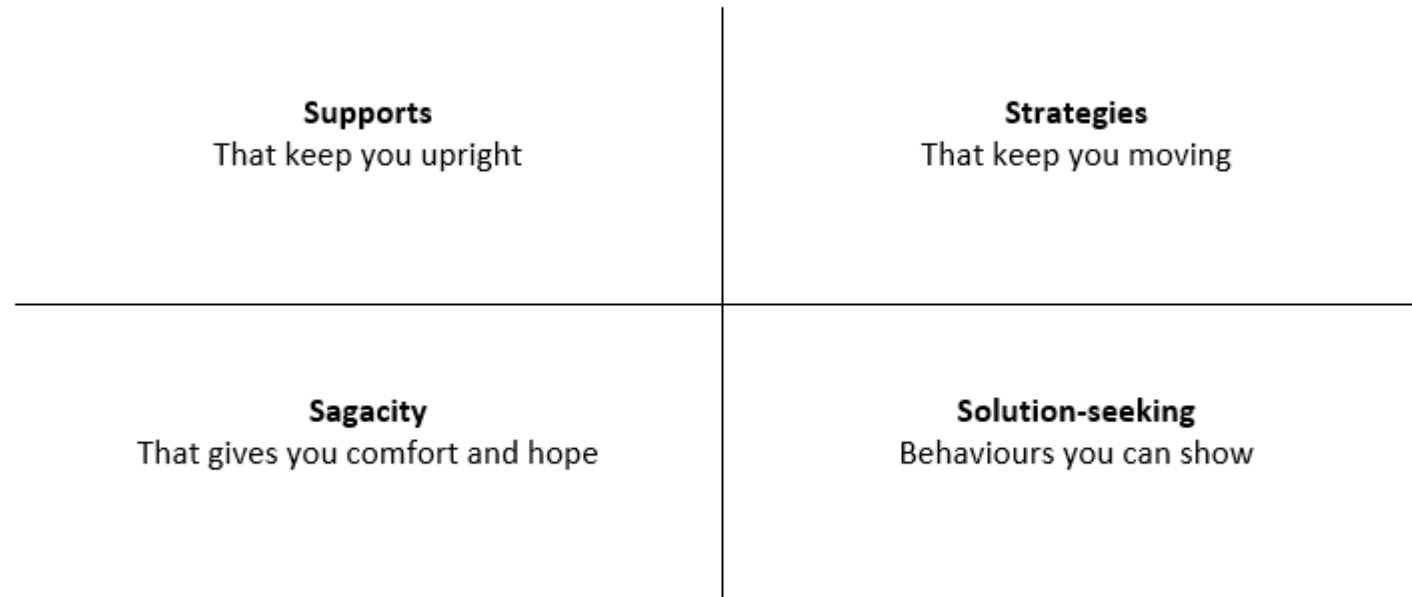 Supports
That keep you upright
Strategies
That keep you moving
Sagacity
That gives you comfort and hope
Solution-seeking
Behaviours you can show